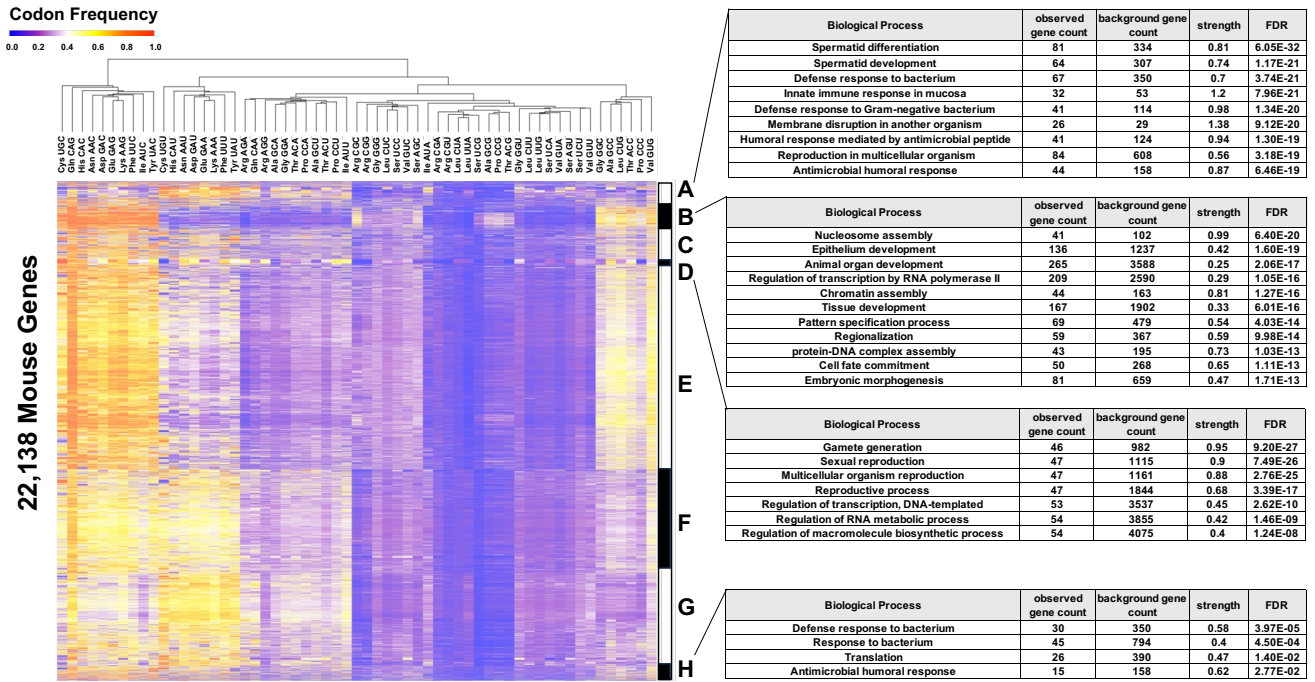 Codon Frequency
0.0 0.2 0.4 0.6 0.8 1.0
Cys UGC
Gln CAG
His CAC
Asn AAC
Asp GAC
Glu GAG
Lys AAG
Phe UUC
Ile AUC
Tyr UAC
Cys UGU
His CAU
Asn AAU
Asp GAU
Glu GAA
Lys AAA
Phe UUU
Tyr UAU
Arg AGA
Gln CAA
Arg AGG
Ala GCA
Gly GGA
Thr ACA
Pro CCA
Ala GCU
Thr ACU
Pro CCU
Ile AUU
Arg CGC
Arg CGG
Gly GGG
Ser UCC
Leu CUC
Val GUC
Ser AGC
Ile AUA
Arg CGA
Arg CGU
Leu CUA
Leu UUA
Ser UCG
Ala GCG
Pro CCG
Thr ACG
Gly GGU
Leu CUU
Leu UUG
Ser UCA
Val GUA
Ser AGU
Ser UCU
Val GUU
Gly GGC
Ala GCC
Leu CUG
Thr ACC
Pro CCC
Val GUG
22,138 Mouse Genes
A
B
C
D
E
F
G
H
Biological Process observed gene count background gene count strength FDR
Spermatid differentiation 81 334 0.81 6.05E-32
Spermatid development 64 307 0.74 1.17E-21
Defense response to bacterium 67 350 0.7 3.74E-21
Innate immune response in mucosa 32 53 1.2 7.96E-21
Defense response to Gram-negative bacterium 41 114 0.98 1.34E-20
Membrane disruption in another organism 26 29 1.38 9.12E-20
Humoral response mediated by antimicrobial peptide 41 124 0.94 1.30E-19
Reproduction in multicellular organism 84 608 0.56 3.18E-19
Antimicrobial humoral response 44 158 0.87 6.46E-19
Biological Process observed gene count background gene count strength FDR
Nucleosome assembly 41 102 0.99 6.40E-20
Epithelium development 136 1237 0.42 1.60E-19
Animal organ development 265 3588 0.25 2.06E-17
Regulation of transcription by RNA polymerase II 209 2590 0.29 1.05E-16
Chromatin assembly 44 163 0.81 1.27E-16
Tissue development 167 1902 0.33 6.01E-16
Pattern specification process 69 479 0.54 4.03E-14
Regionalization 59 367 0.59 9.98E-14
protein-DNA complex assembly 43 195 0.73 1.03E-13
Cell fate commitment 50 268 0.65 1.11E-13
Embryonic morphogenesis 81 659 0.47 1.71E-13
Biological Process observed gene count background gene count strength FDR
Gamete generation 46 982 0.95 9.20E-27
Sexual reproduction 47 1115 0.9 7.49E-26
Multicellular organism reproduction 47 1161 0.88 2.76E-25
Reproductive process 47 1844 0.68 3.39E-17
Regulation of transcription, DNA-templated 53 3537 0.45 2.62E-10
Regulation of RNA metabolic process 54 3855 0.42 1.46E-09
Regulation of macromolecule biosynthetic process 54 4075 0.4 1.24E-08
Biological Process observed gene count background gene count strength FDR
Defense response to bacterium 30 350 0.58 3.97E-05
Response to bacterium 45 794 0.4 4.50E-04
Translation 26 390 0.47 1.40E-02
Antimicrobial humoral response 15 158 0.62 2.77E-02